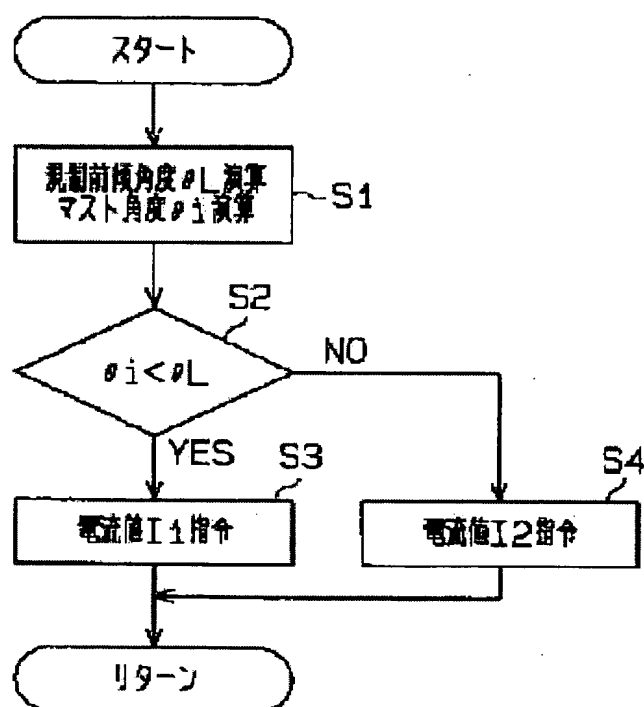 スタート
規制前傾角度θL演算
マスト角度θi演算
S1
S2
θi<θL
NO
YES
S3
S4
電流値I1指令
電流値I2指令
リターン